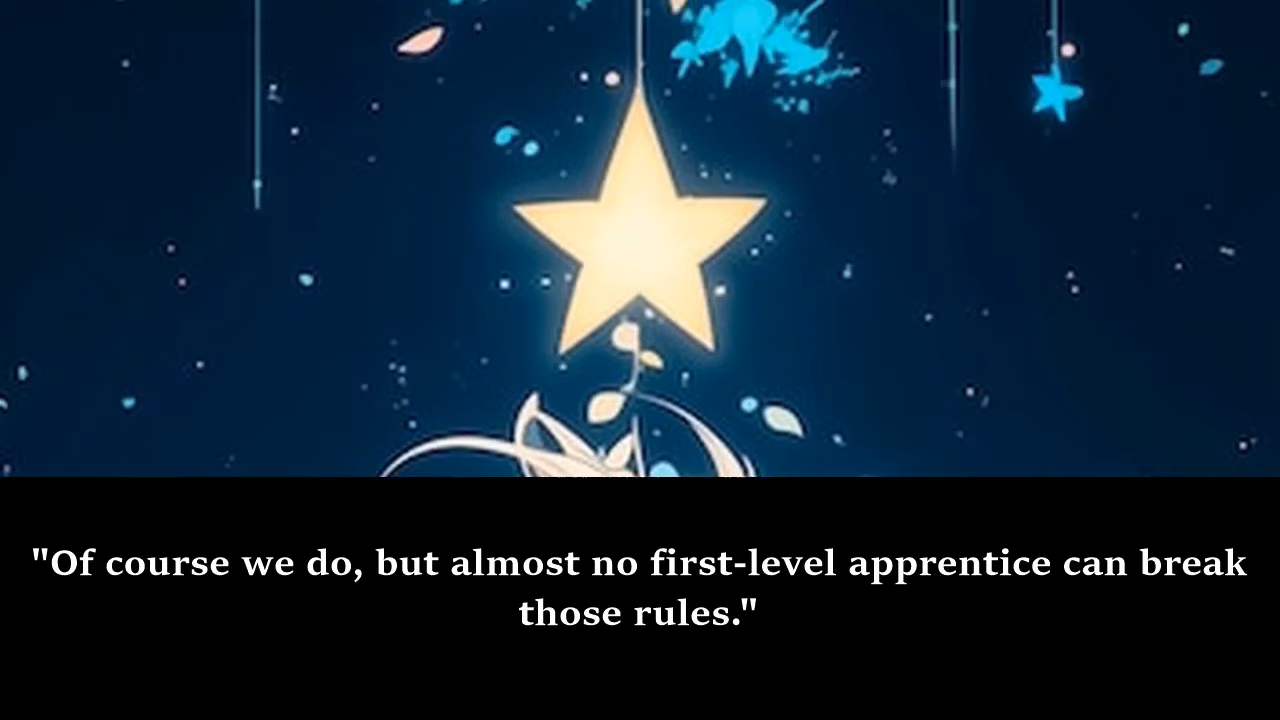 "Of course we do, but almost no first-level apprentice can break
those rules."